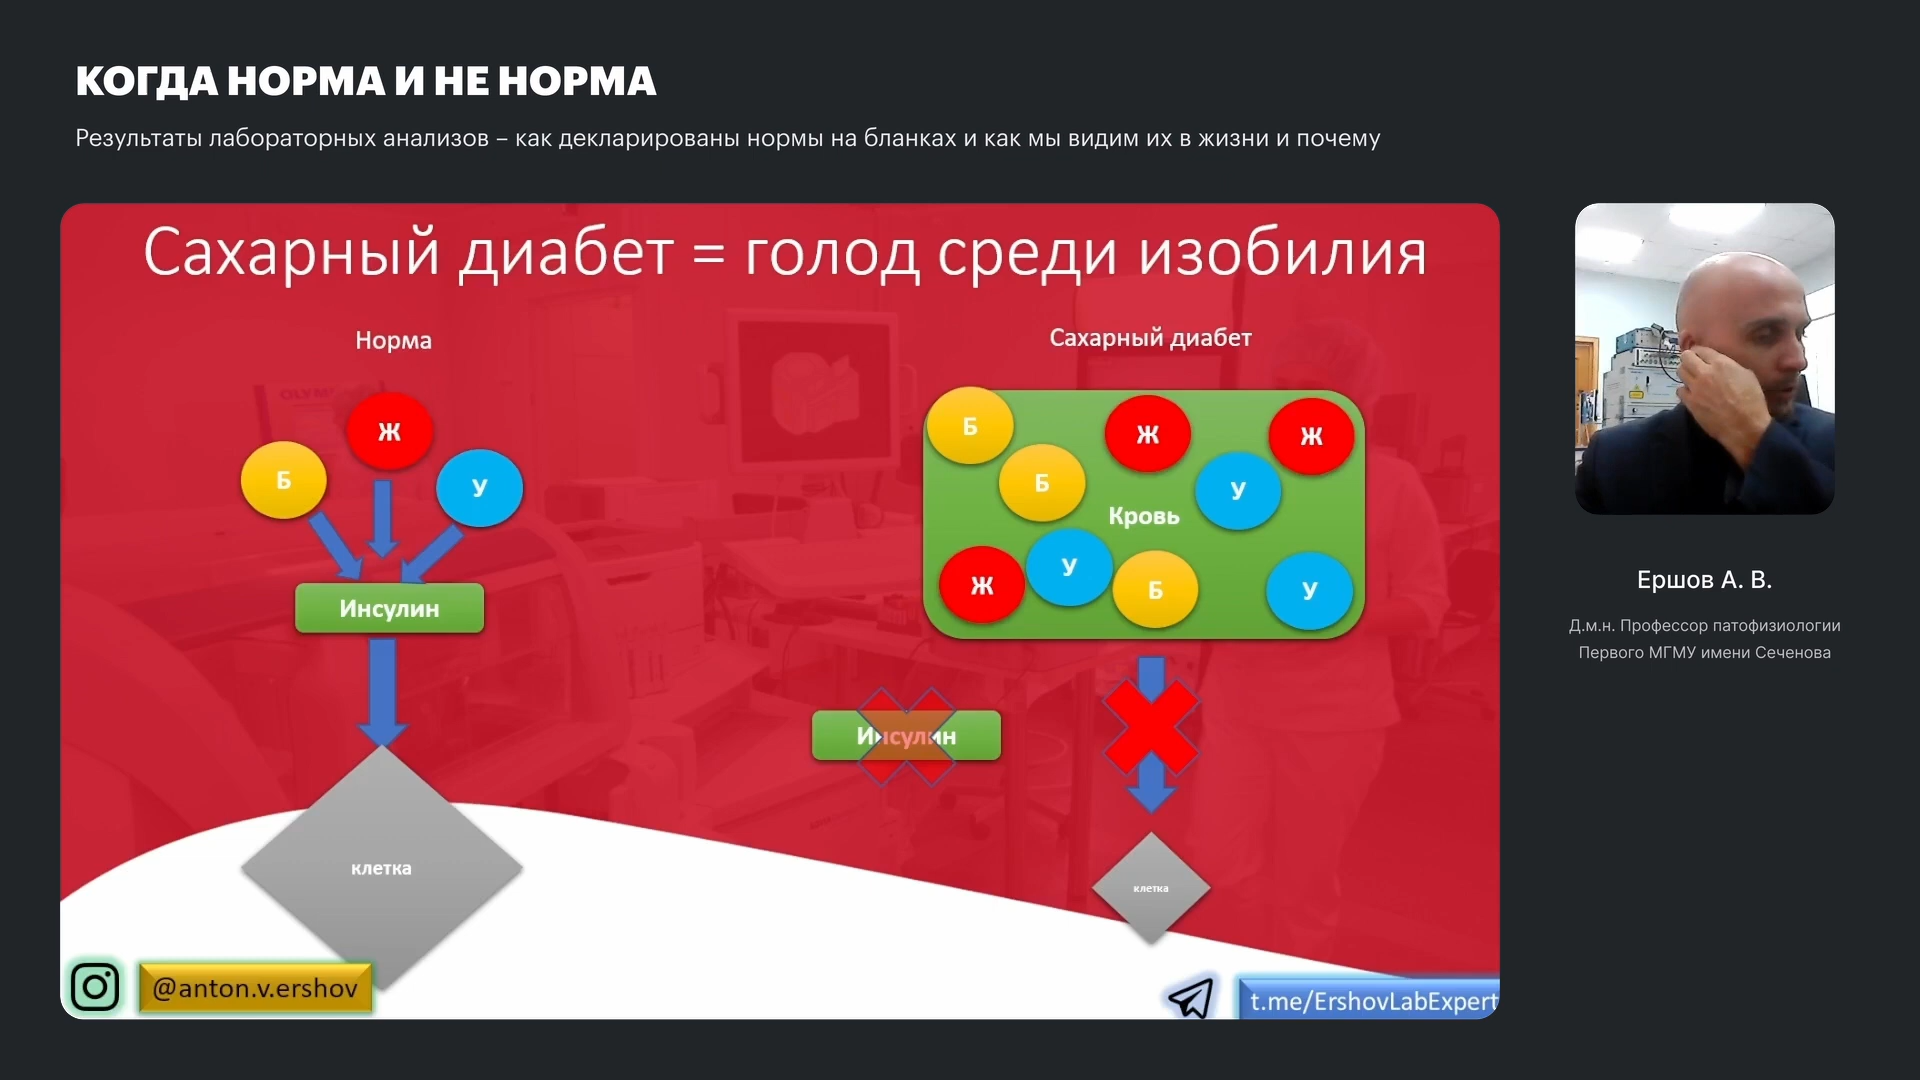 КОГДА НОРМА И НЕ НОРМА
Результаты лабораторных анализов – как декларированы нормы на бланках и как мы видим их в жизни и почему
Сахарный диабет = голод среди изобилия
Норма
Ж
Б
У
Инсулин
клетка
Сахарный диабет
Б
Ж
Ж
Б
У
Кровь
Ж
У
Б
У
Инсулин
клетка
@anton.v.ershov
t.me/ErshovLabExpert
Ершов А. В.
Д.м.н. Профессор патофизиологии
Первого МГМУ имени Сеченова